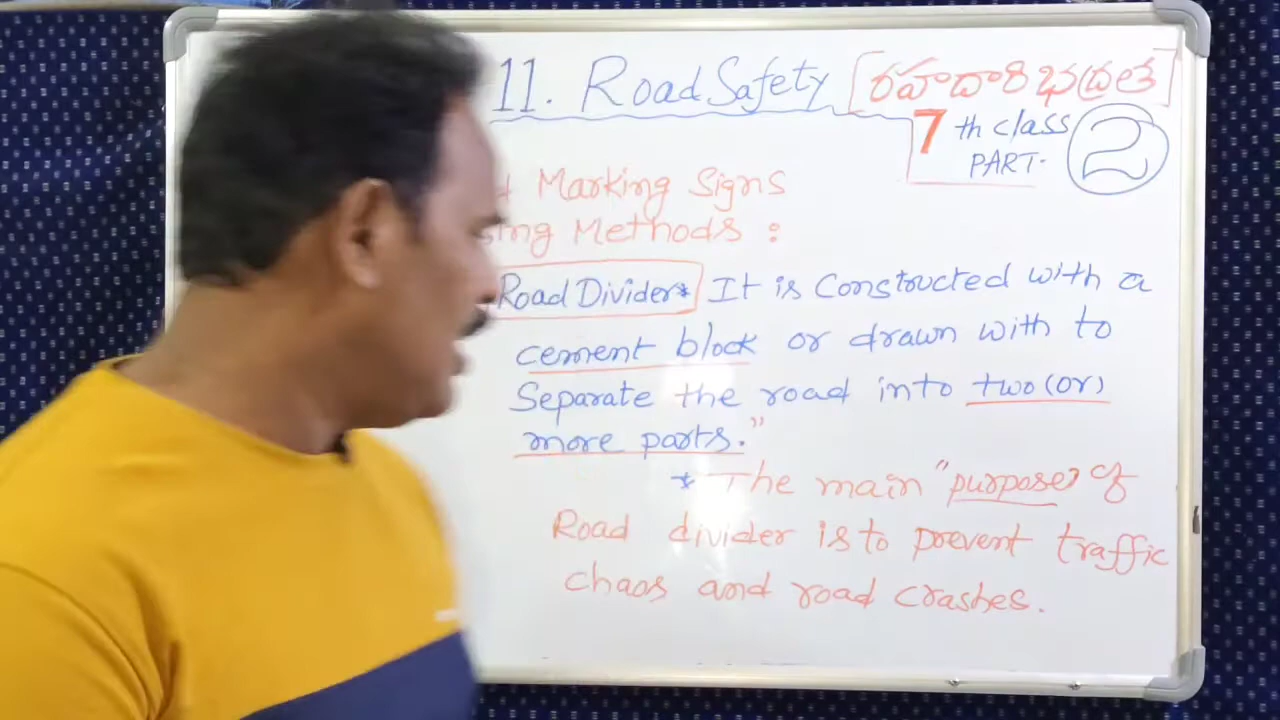 11. Road Safety [రహదారి భద్రత]
7th class
PART- 2
Marking Signs
Methods :
Road Divider* It is Constructed with a
cement block or drawn with to
Separate the road into two (or)
more parts."
* The main "purpose" of
Road divider is to prevent traffic
chaos and road crashes.